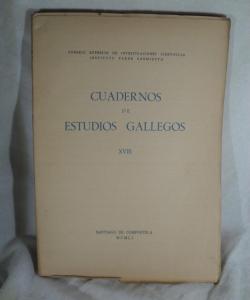 CONSEJO SUPERIOR DE INVESTIGACIONES CIENTIFICAS
INSTITUTO PADRE SARMIENTO
CUADERNOS
DE
ESTUDIOS GALLEGOS
XVIII
SANTIAGO DE COMPOSTELA
MCMLI